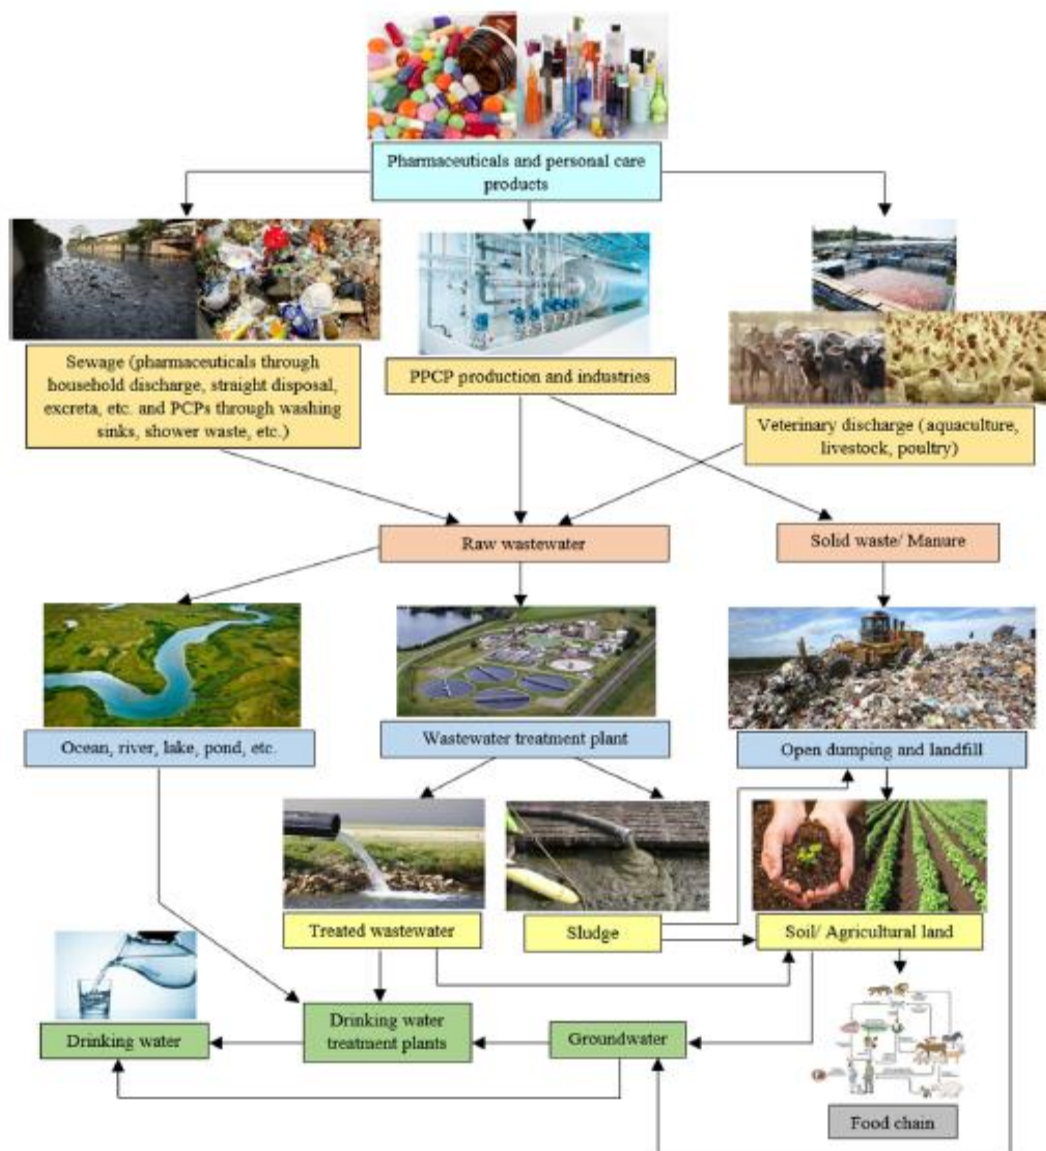 Pharmaceuticals and personal care
products
Sewage (pharmaceuticals through
household discharge, straight disposal,
excreta, etc. and PCPs through washing
sinks, shower waste, etc.)
PPCP production and industries
Veterinary discharge (aquaculture,
livestock, poultry)
Raw wastewater
Solid waste/ Manure
Ocean, river, lake, pond, etc.
Wastewater treatment plant
Open dumping and landfill
Treated wastewater
Sludge
Soil/ Agricultural land
Drinking water
Drinking water
treatment plants
Groundwater
Food chain